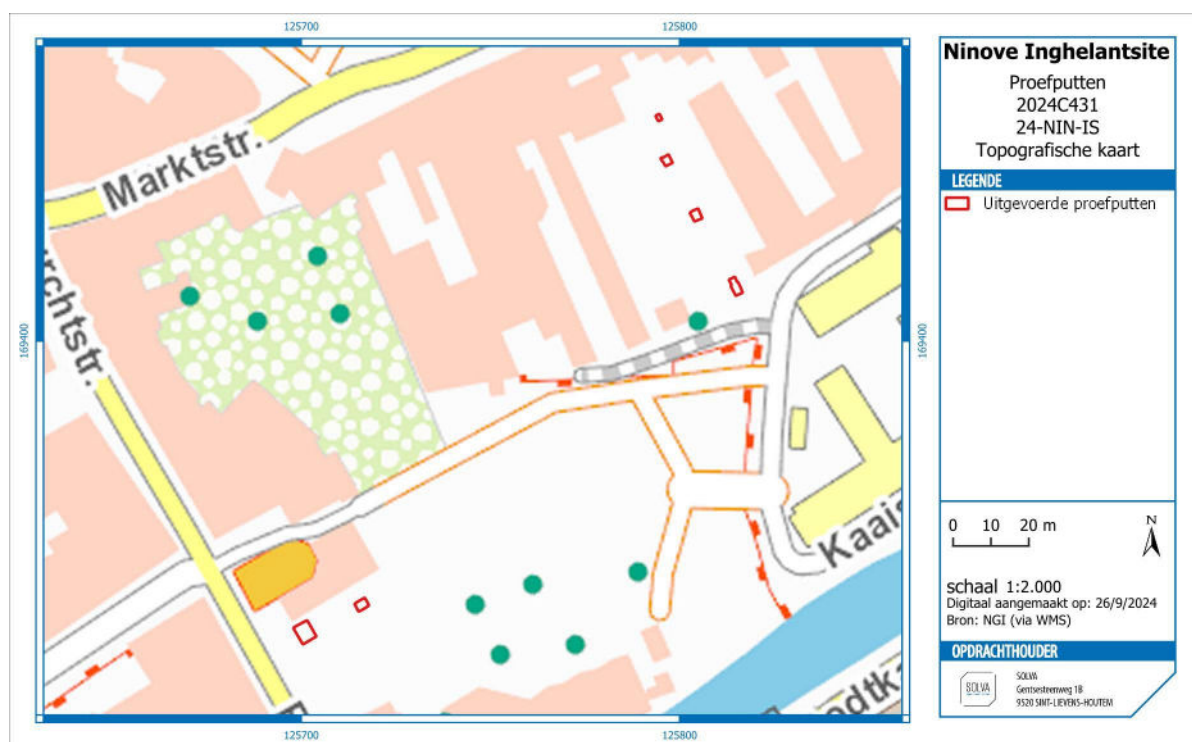 125700
125800
169400
169400
Marktstr.
rchtstr.
Kaais
odtka
125700
125800
Ninove Inghelantsite
Proefputten
2024C431
24-NIN-IS
Topografische kaart
LEGENDE
Uitgevoerde proefputten
0 10 20 m
N
schaal 1:2.000
Digitaal aangemaakt op: 26/9/2024
Bron: NGI (via WMS)
OPDRACHTHOUDER
SOLVA
SOLVA
Gentsesteenweg 1B
9520 SINT-LIEVENS-HOUTEM